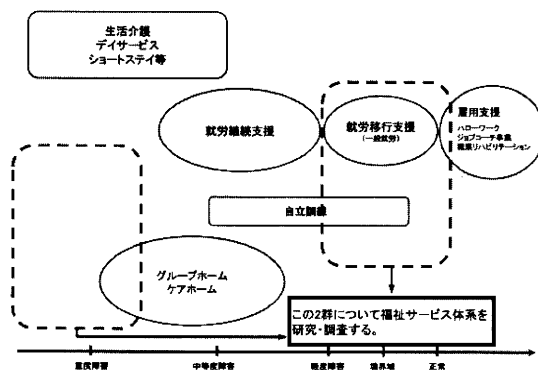 生活介護
デイサービス
ショートステイ等
就労継続支援
就労移行支援
(一般就労)
雇用支援
ハローワーク
ジョブコーチ事業
職業リハビリテーション
自立訓練
グループホーム
ケアホーム
この2群について福祉サービス体系を
研究・調査する。
重度障害
中等度障害
軽度障害
境界域
正常